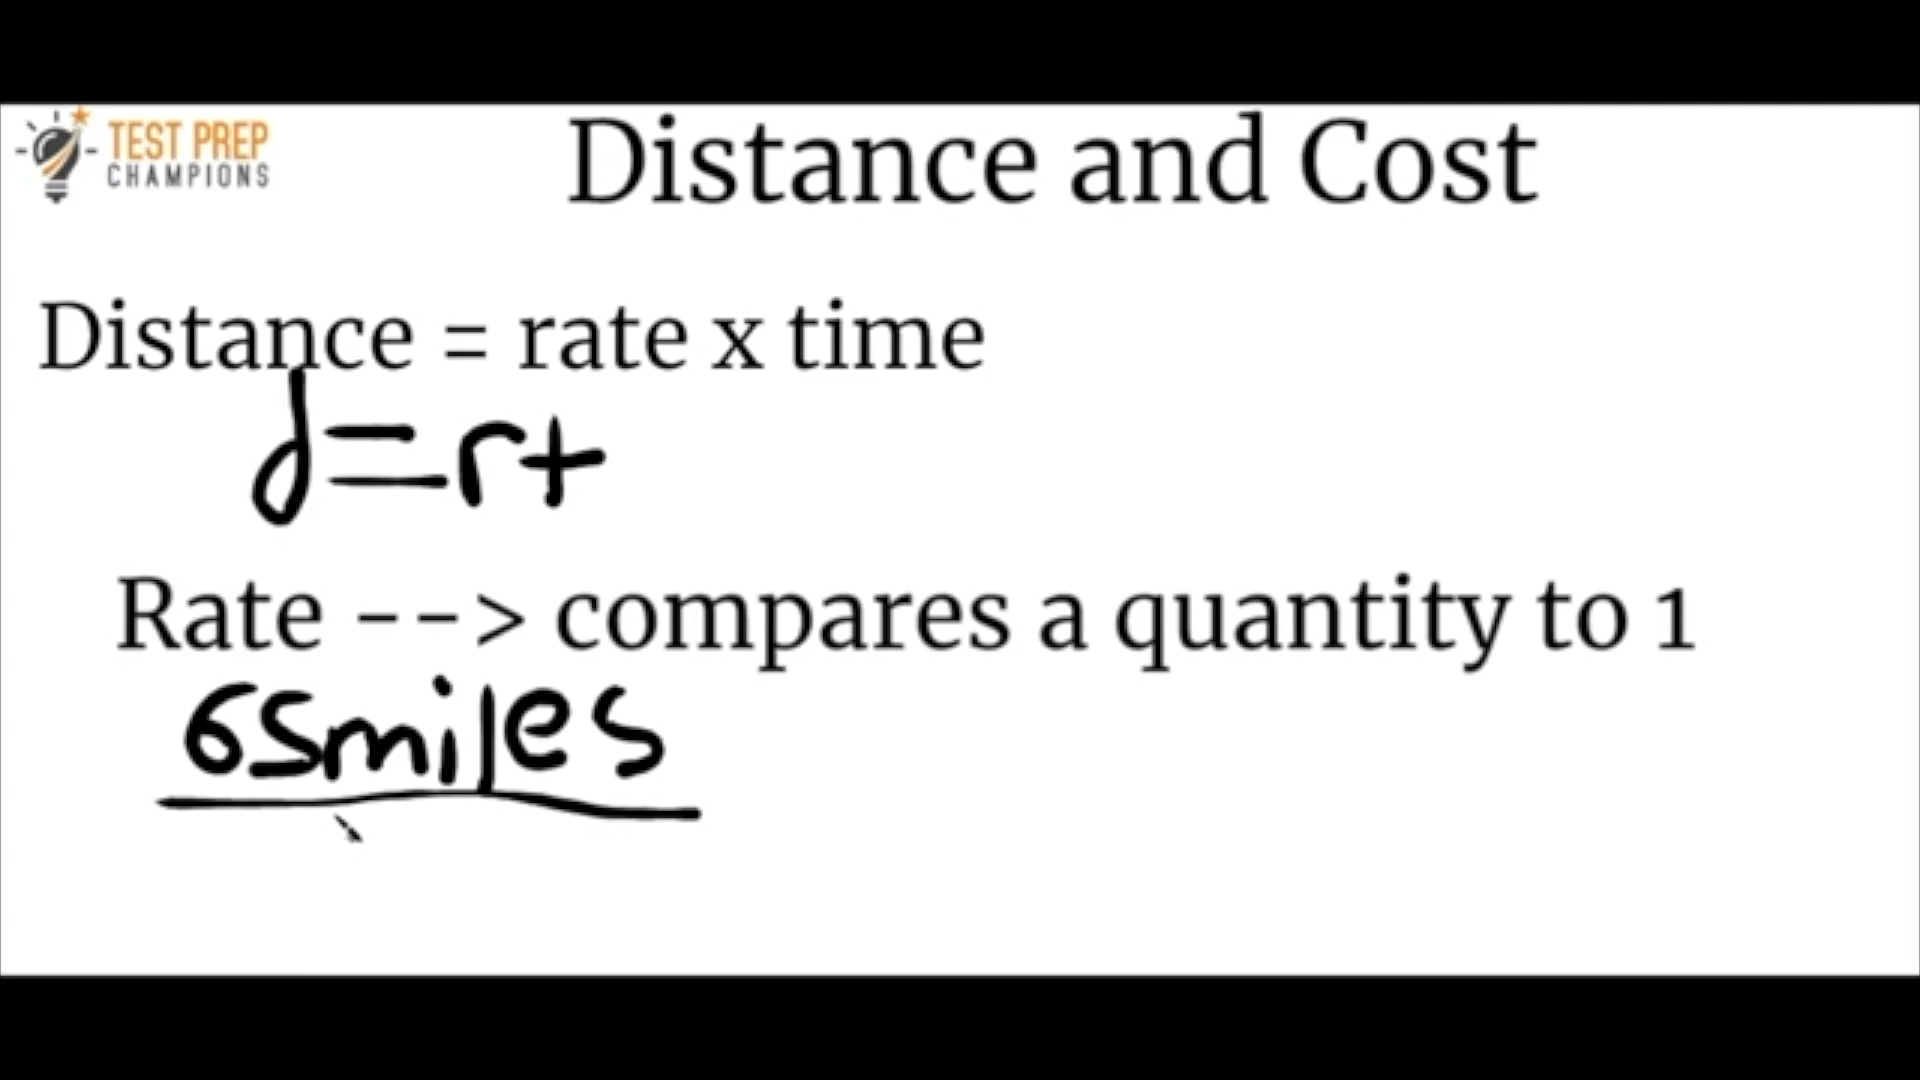 TEST PREP
CHAMPIONS
Distance and Cost
Distance = rate x time
d=rt
Rate --> compares a quantity to 1
65miles